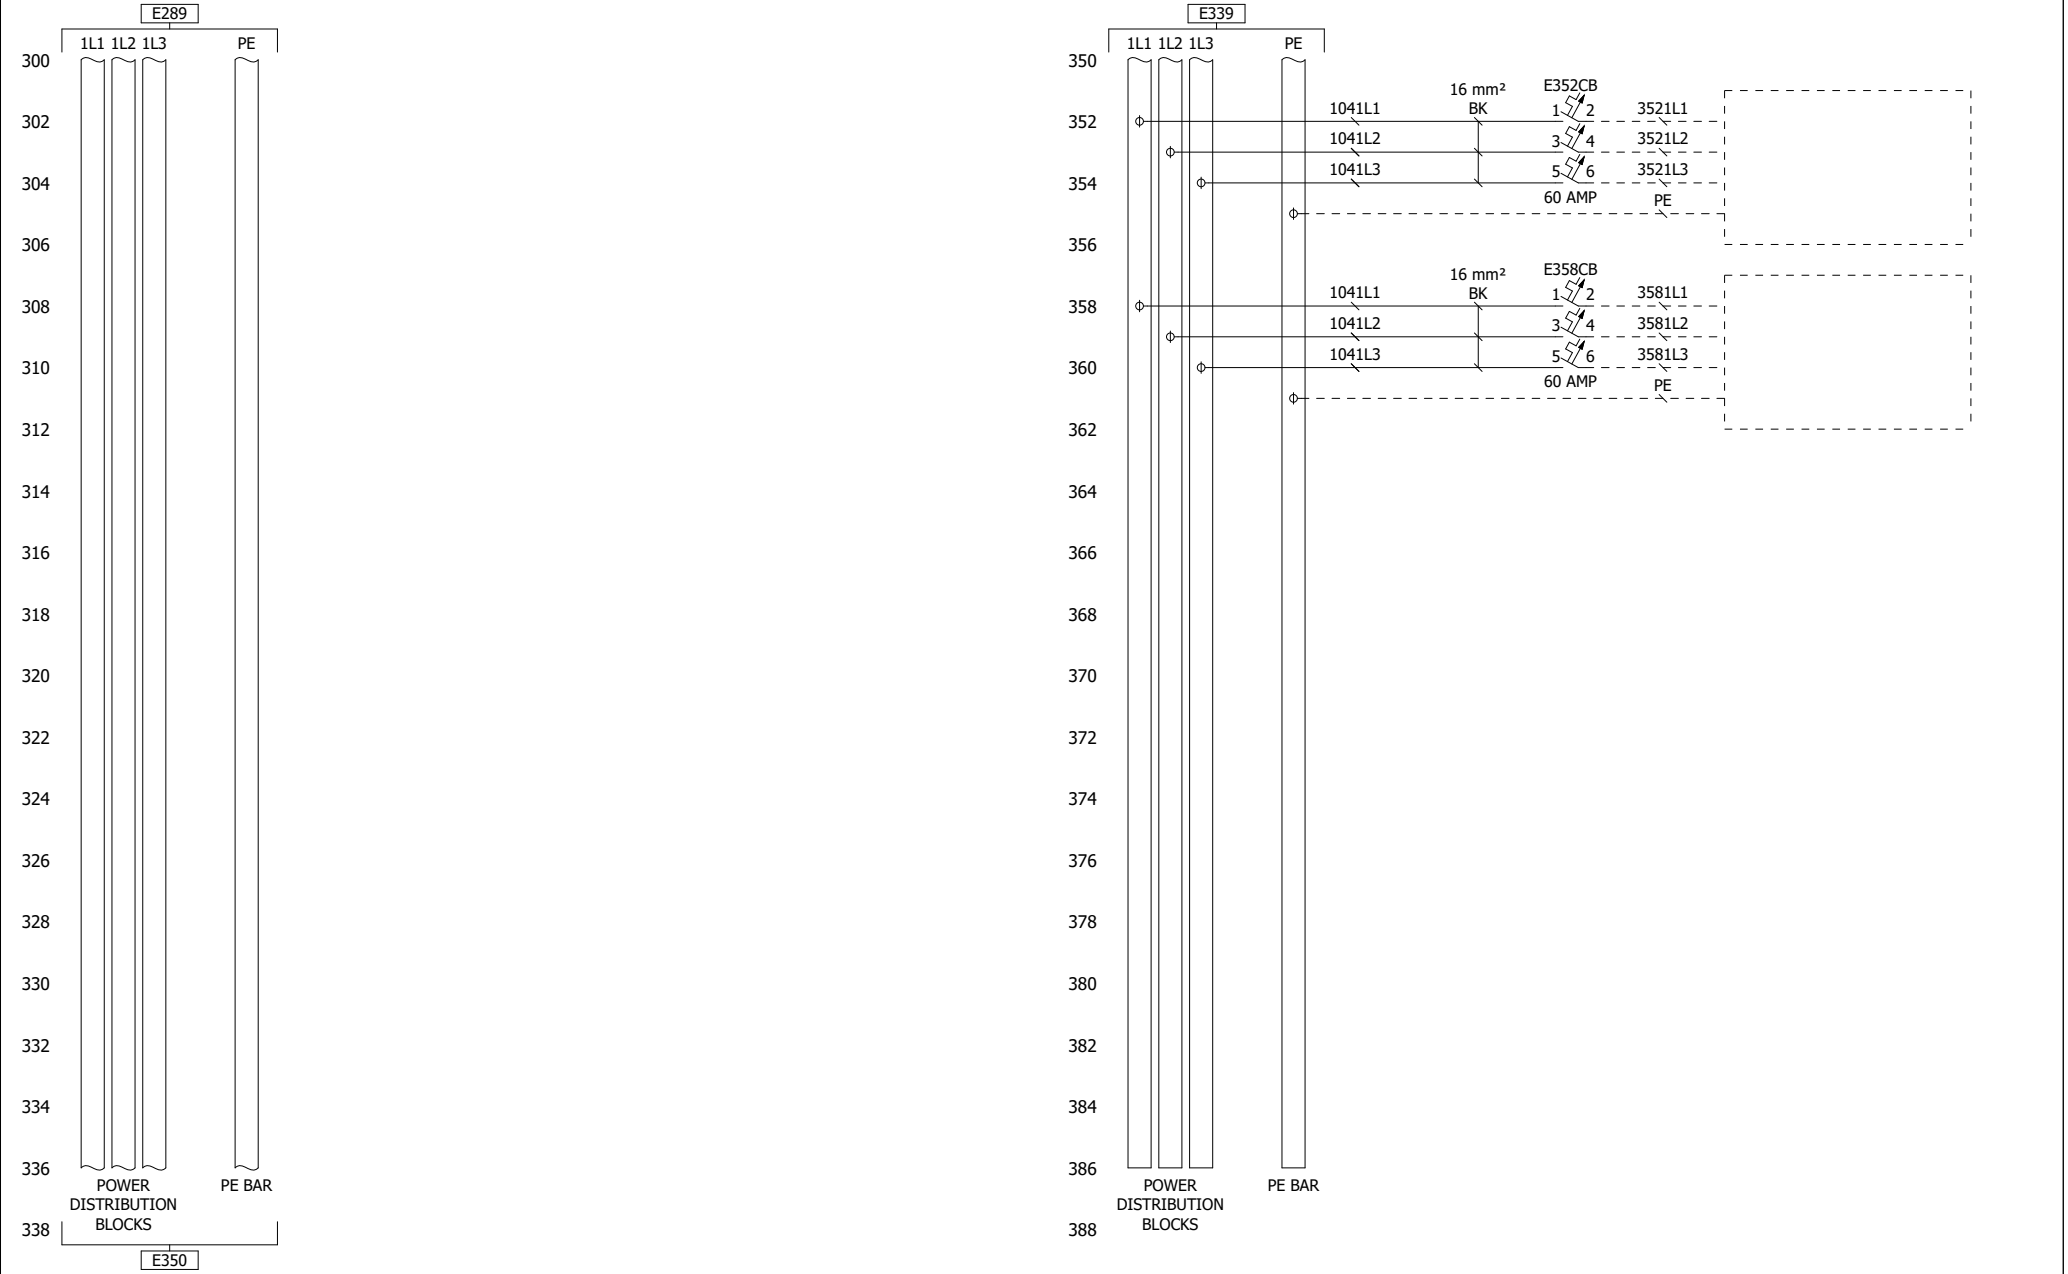 E289
1L1 1L2 1L3 PE
300
302
304
306
308
310
312
314
316
318
320
322
324
326
328
330
332
334
336
POWER
DISTRIBUTION
BLOCKS
PE BAR
338
E350
E339
1L1 1L2 1L3 PE
350
16 mm²
BK
E352CB
352
1041L1
1 2
3521L1
1041L2
3 4
3521L2
354
1041L3
5 6
3521L3
60 AMP
PE
356
16 mm²
BK
E358CB
358
1041L1
1 2
3581L1
1041L2
3 4
3581L2
360
1041L3
5 6
3581L3
60 AMP
PE
362
364
366
368
370
372
374
376
378
380
382
384
386
POWER
DISTRIBUTION
BLOCKS
PE BAR
388